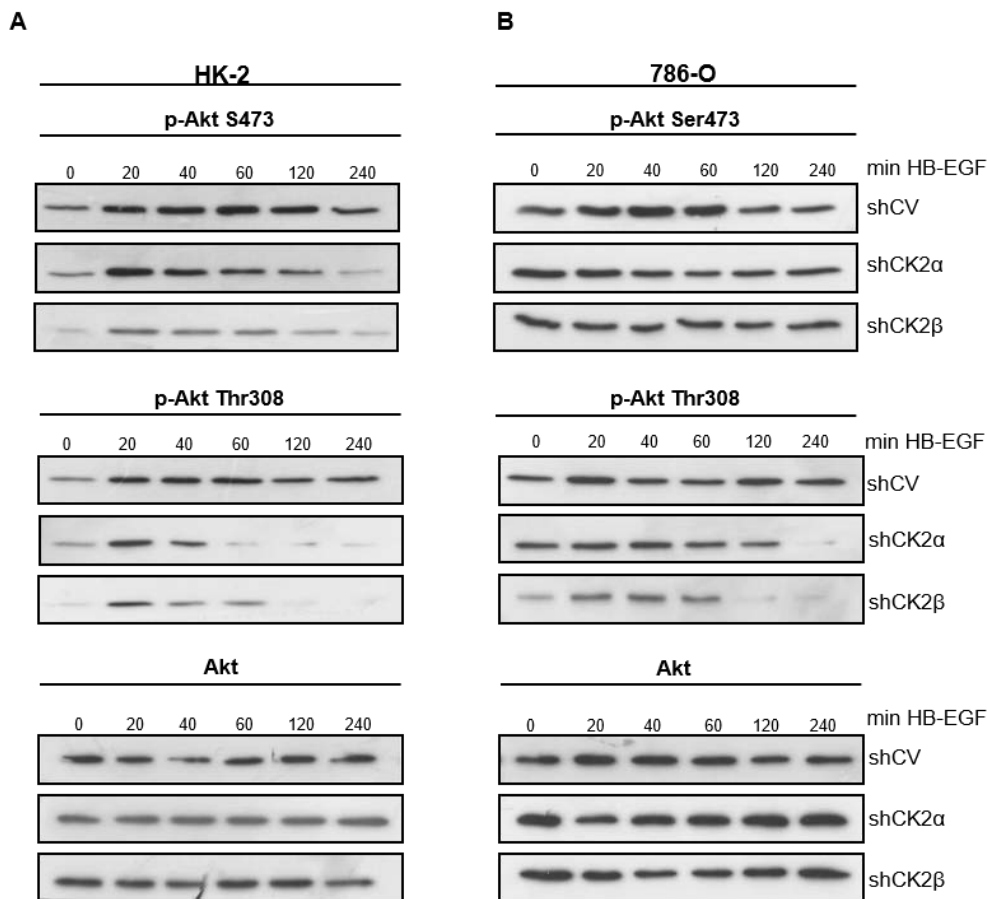 A
B
HK-2
786-O
p-Akt S473
p-Akt Ser473
0 20 40 60 120 240
0 20 40 60 120 240 min HB-EGF
shCV
shCK2α
shCK2β
p-Akt Thr308
p-Akt Thr308
0 20 40 60 120 240
0 20 40 60 120 240 min HB-EGF
shCV
shCK2α
shCK2β
Akt
Akt
0 20 40 60 120 240
0 20 40 60 120 240 min HB-EGF
shCV
shCK2α
shCK2β